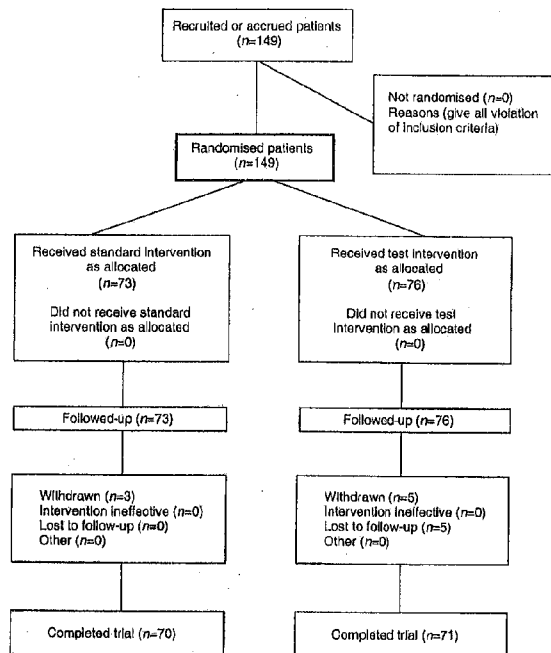 Recruited or accrued patients
(n=149)
Not randomised (n=0)
Reasons (give all violation
of inclusion criteria)
Randomised patients
(n=149)
Received standard intervention
as allocated
(n=73)
Did not receive standard
intervention as allocated
(n=0)
Received test intervention
as allocated
(n=76)
Did not receive test
intervention as allocated
(n=0)
Followed-up (n=73)
Followed-up (n=76)
Withdrawn (n=3)
Intervention ineffective (n=0)
Lost to follow-up (n=0)
Other (n=0)
Withdrawn (n=5)
Intervention ineffective (n=0)
Lost to follow-up (n=5)
Other (n=0)
Completed trial (n=70)
Completed trial (n=71)